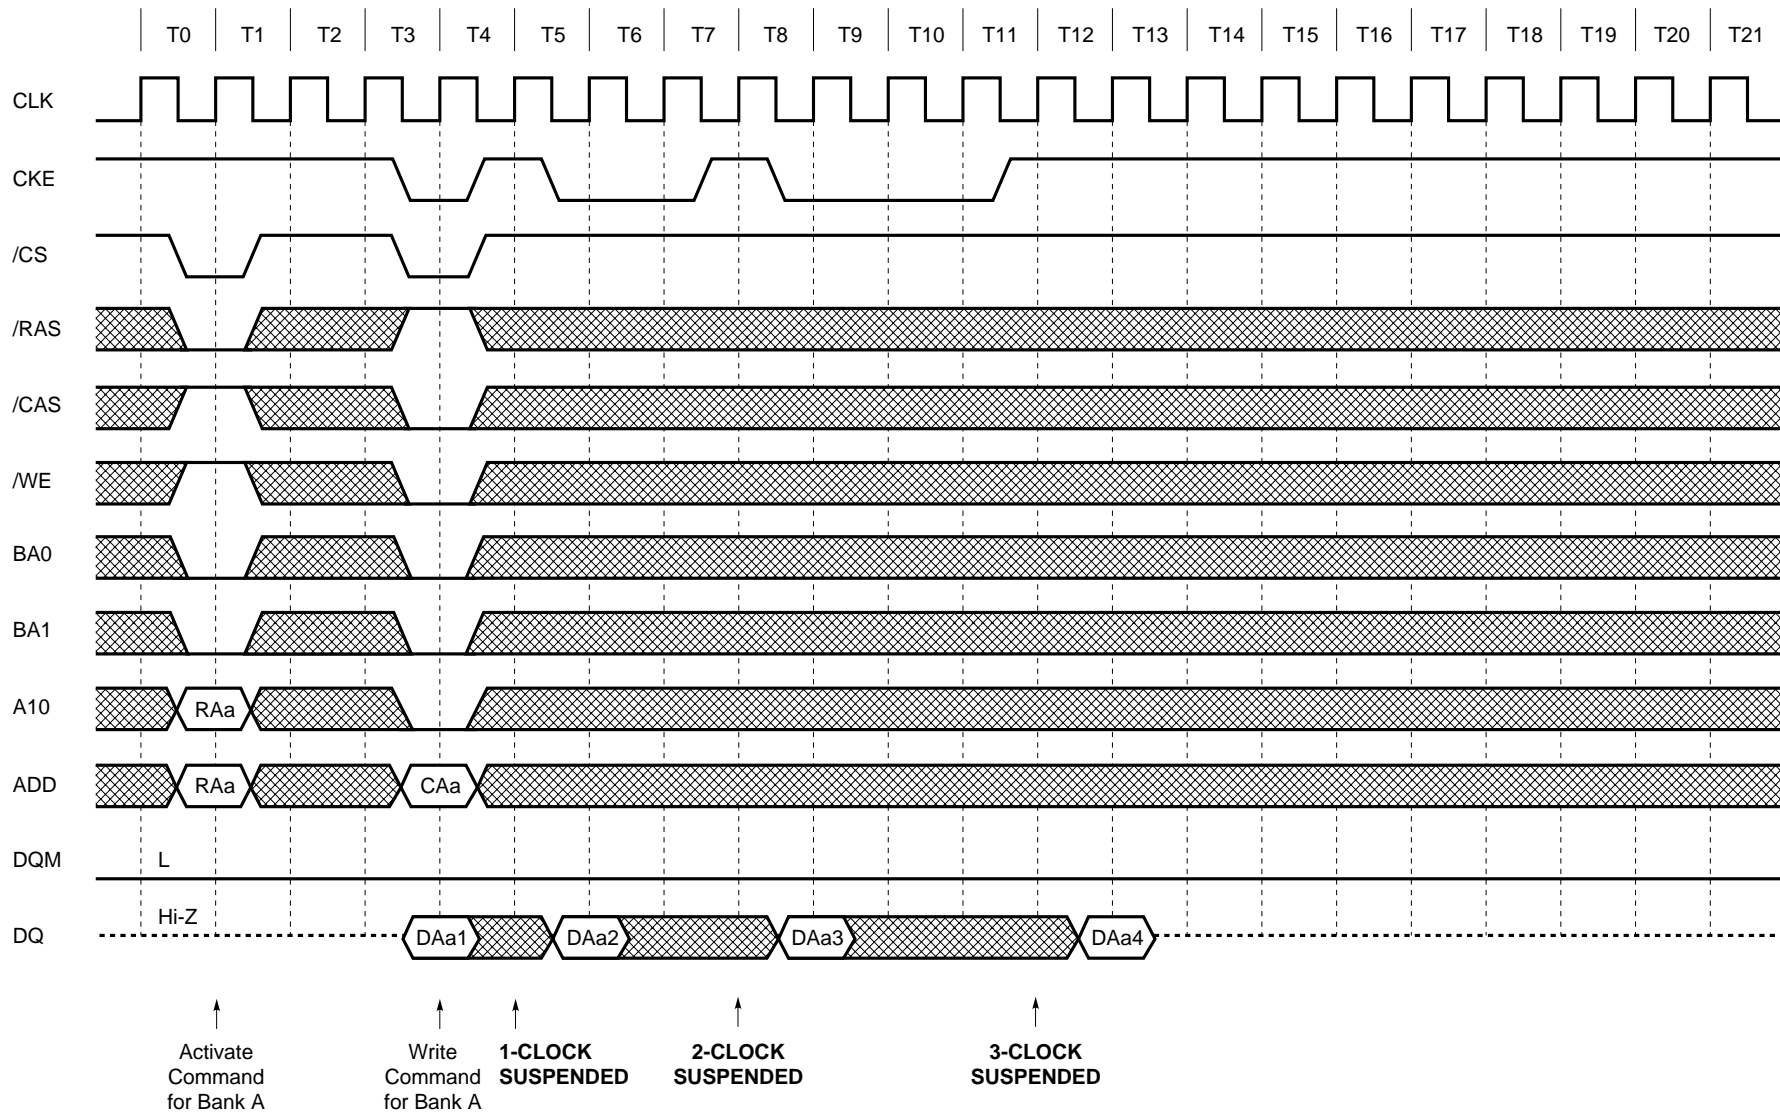 T0 T1 T2 T3 T4 T5 T6 T7 T8 T9 T10 T11 T12 T13 T14 T15 T16 T17 T18 T19 T20 T21
CLK
CKE
/CS
/RAS
/CAS
/WE
BA0
BA1
A10 RAa
ADD RAa CAa
DQM L
Hi-Z
DQ DAa1 DAa2 DAa3 DAa4
Activate Write 1-CLOCK 2-CLOCK 3-CLOCK
Command Command SUSPENDED SUSPENDED SUSPENDED
for Bank A for Bank A